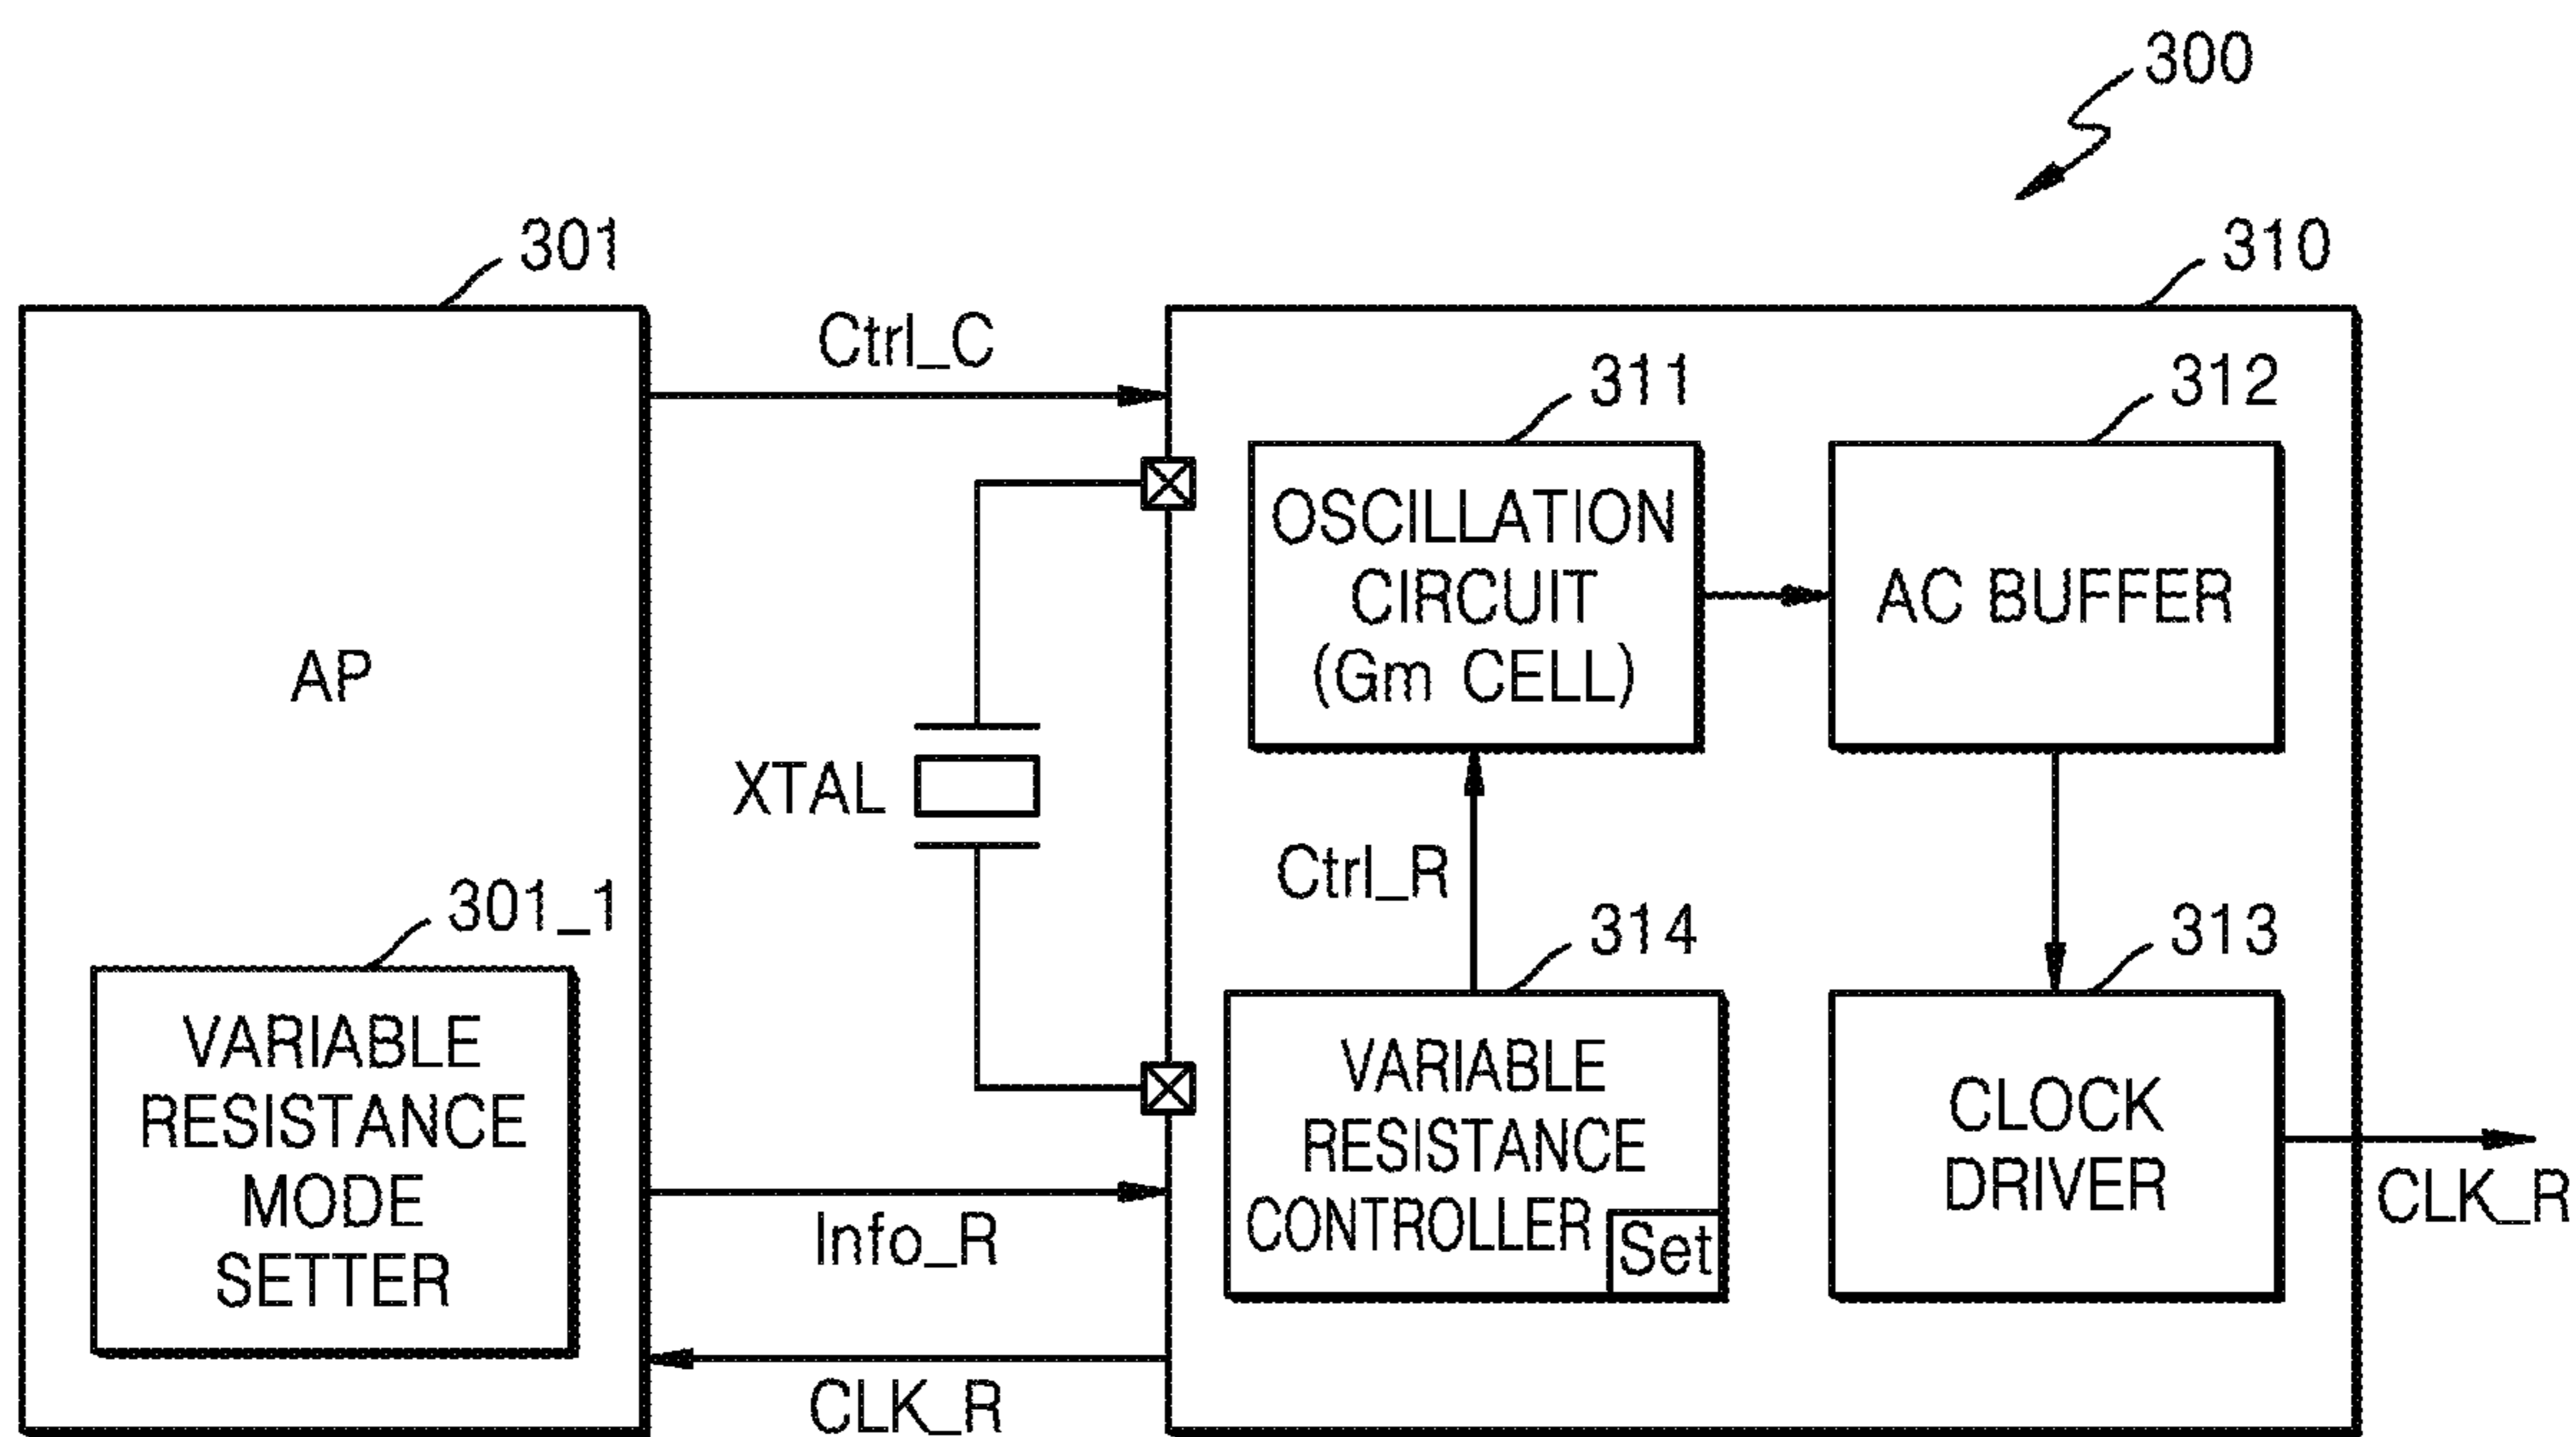 300
301
310
Ctrl_C
311
312
OSCILLATION
CIRCUIT
(Gm CELL)
AC BUFFER
AP
XTAL
Ctrl_R
301_1
314
313
VARIABLE
RESISTANCE
MODE
SETTER
VARIABLE
RESISTANCE
CONTROLLER
Set
CLOCK
DRIVER
CLK_R
Info_R
CLK_R